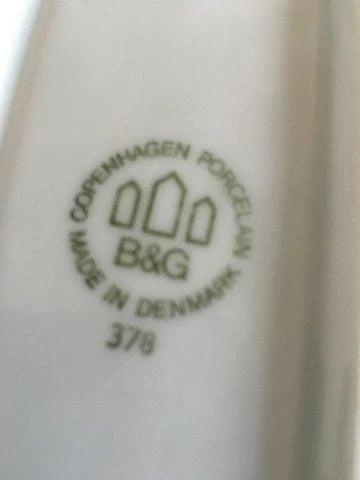 COPENHAGEN PORCELAIN
B&G
MADE IN DENMARK
378